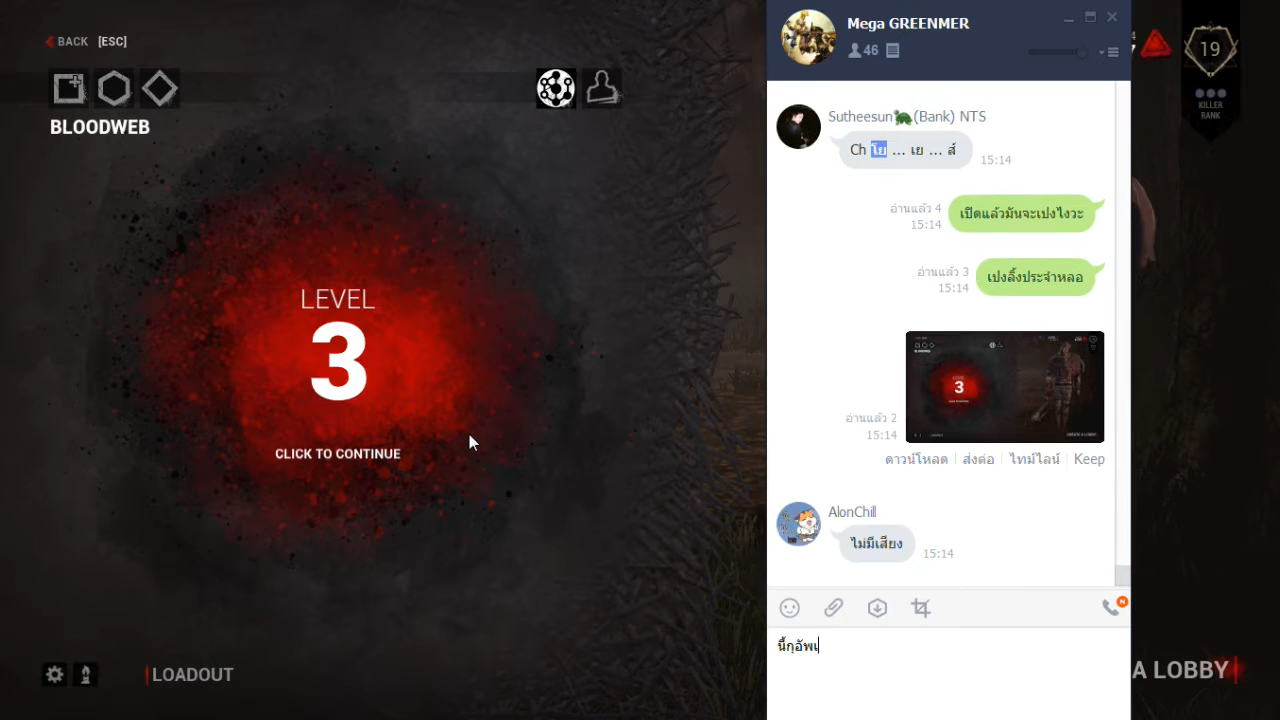 BACK [ESC]
BLOODWEB
LEVEL
3
CLICK TO CONTINUE
LOADOUT
Mega GREENMER
46
Sutheesun🐢(Bank) NTS
Ch โย ... เย ... ส์
15:14
อ่านแล้ว 4
15:14
เปิดแล้วมันจะเปงไงวะ
อ่านแล้ว 3
15:14
เปงลิ้งประจำหลอ
BLOODWEB
LEVEL
3
อ่านแล้ว 2
15:14
ดาวน์โหลด
ส่งต่อ
ไทม์ไลน์
Keep
AlonChill
ไม่มีเสียง
15:14
N
นี้กุอัพเ
19
KILLER
RANK
A LOBBY